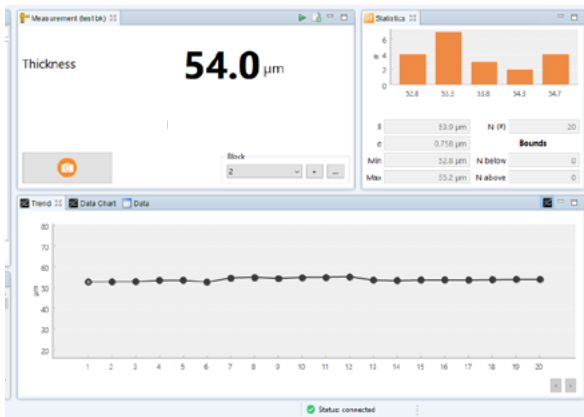 Measurement (test bk)
Thickness
54.0 µm
Block
2
+
...
Statistics
#
6
4
2
0
52.8
53.3
53.8
54.3
54.7
x̄ 53.9 µm N (#) 20
σ 0.758 µm Bounds
Min 52.8 µm N below 0
Max 55.2 µm N above 0
Trend Data Chart Data
µm
80
70
60
50
40
30
20
1 2 3 4 5 6 7 8 9 10 11 12 13 14 15 16 17 18 19 20
Status: connected